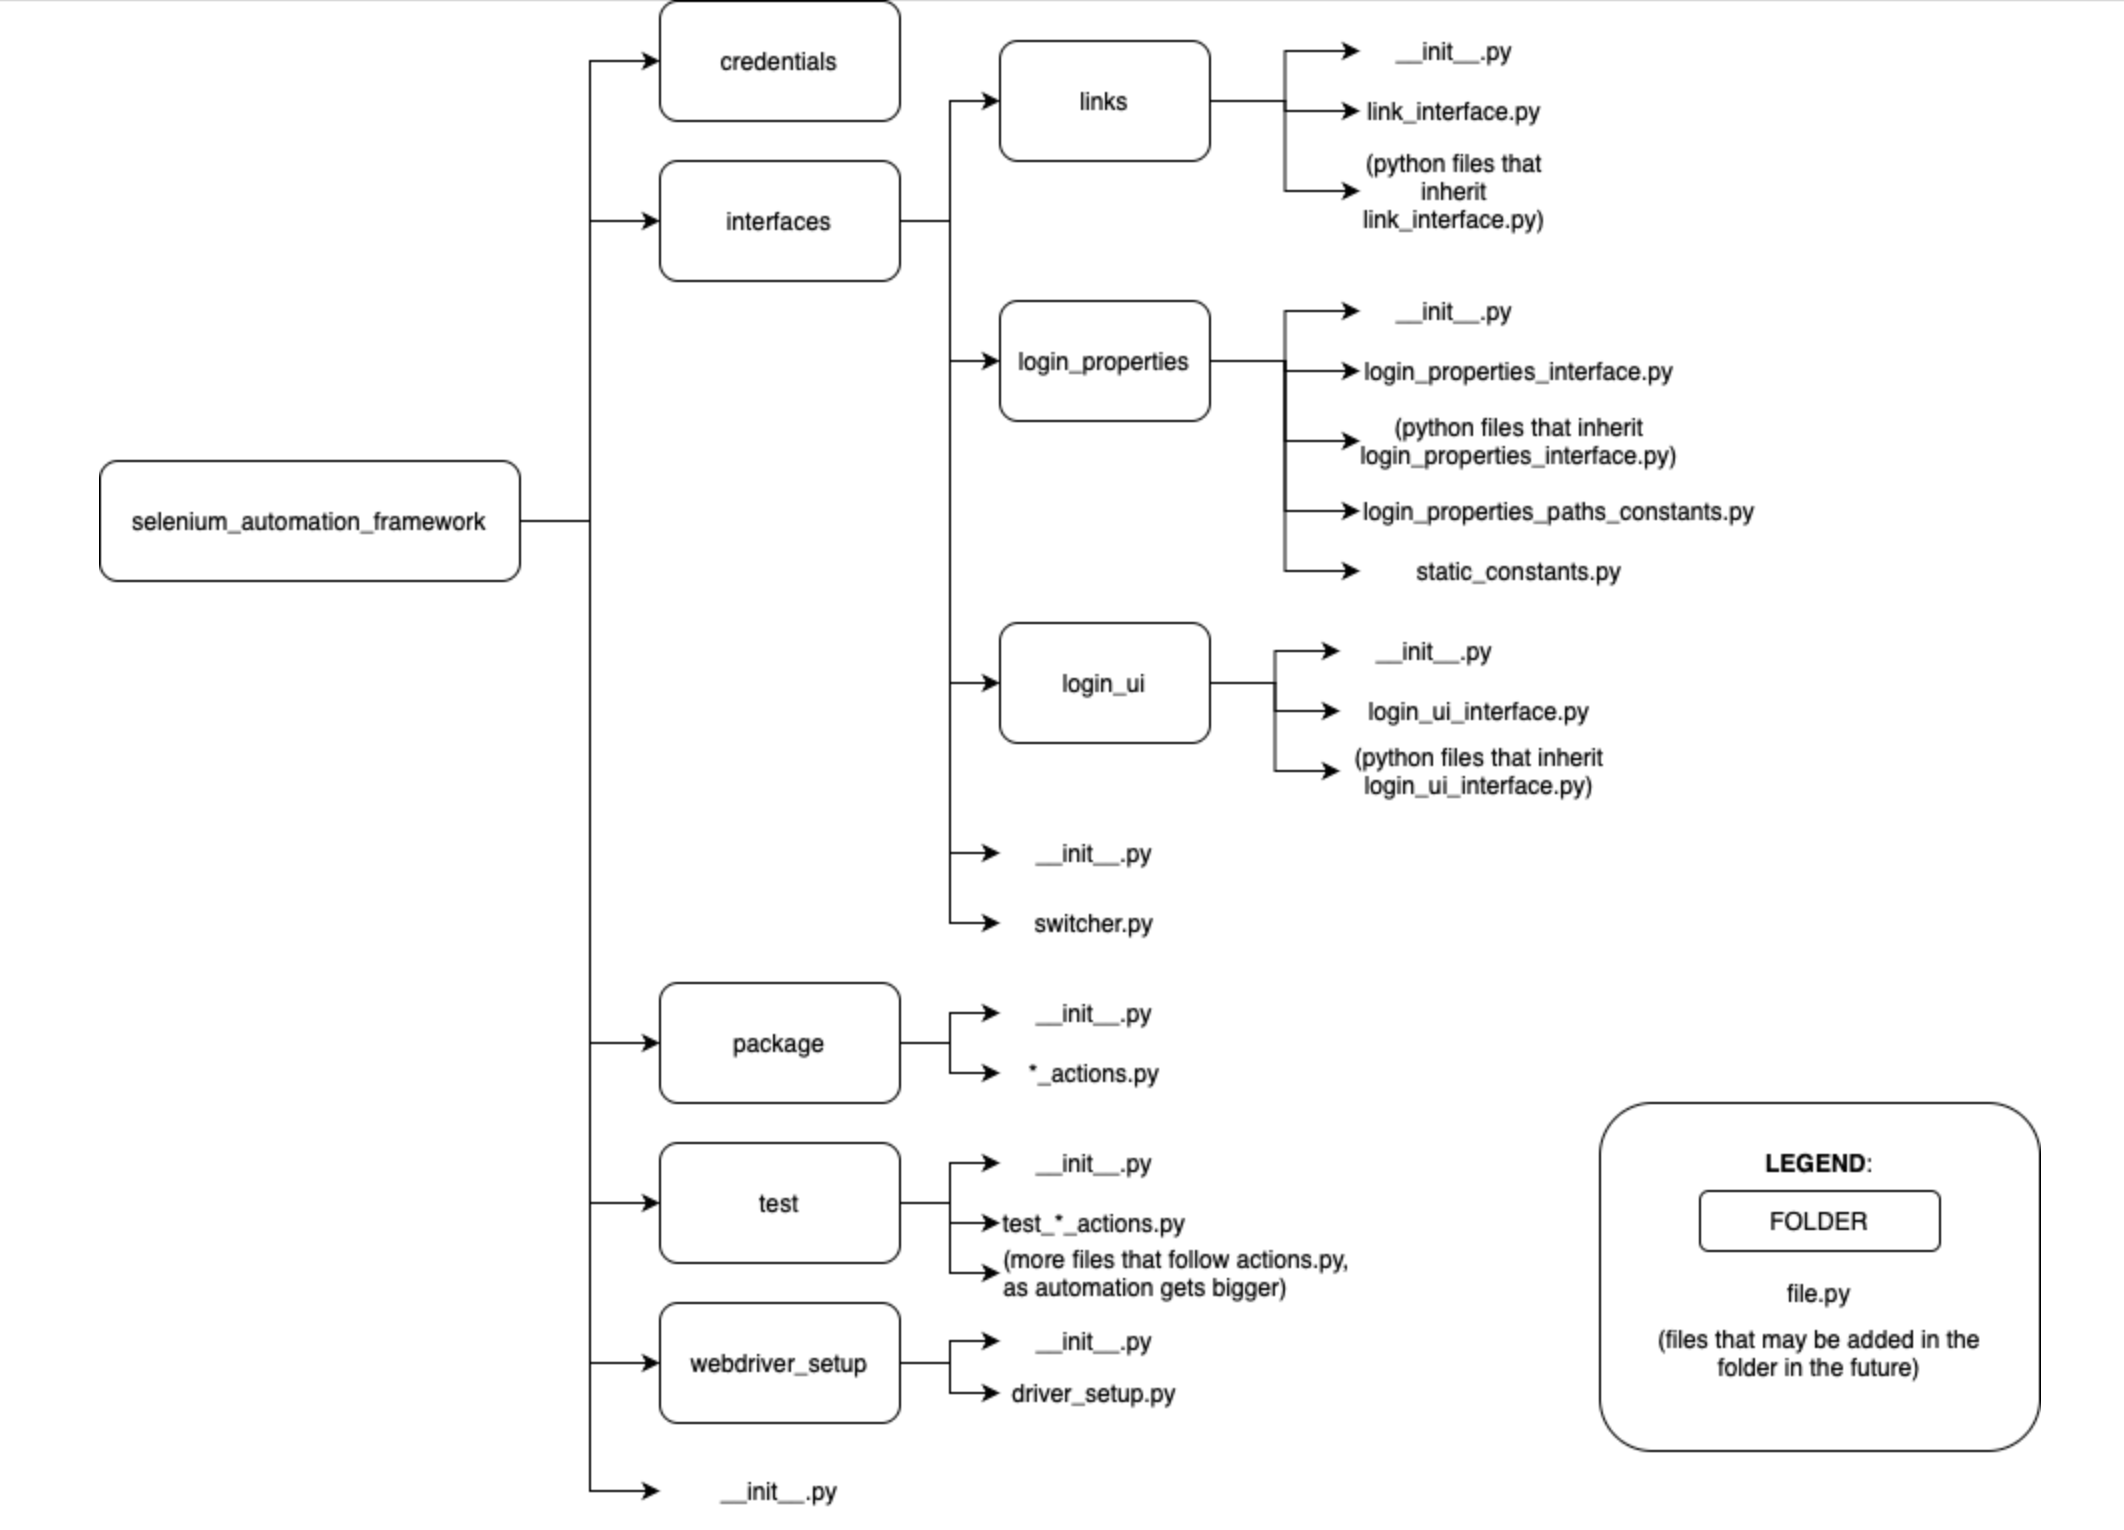 credentials
interfaces
links
__init__.py
link_interface.py
(python files that
inherit
link_interface.py)
login_properties
__init__.py
login_properties_interface.py
(python files that inherit
login_properties_interface.py)
login_properties_paths_constants.py
static_constants.py
selenium_automation_framework
login_ui
__init__.py
login_ui_interface.py
(python files that inherit
login_ui_interface.py)
__init__.py
switcher.py
package
__init__.py
*_actions.py
test
__init__.py
test_*_actions.py
(more files that follow actions.py,
as automation gets bigger)
webdriver_setup
__init__.py
driver_setup.py
__init__.py
LEGEND:
FOLDER
file.py
(files that may be added in the
folder in the future)